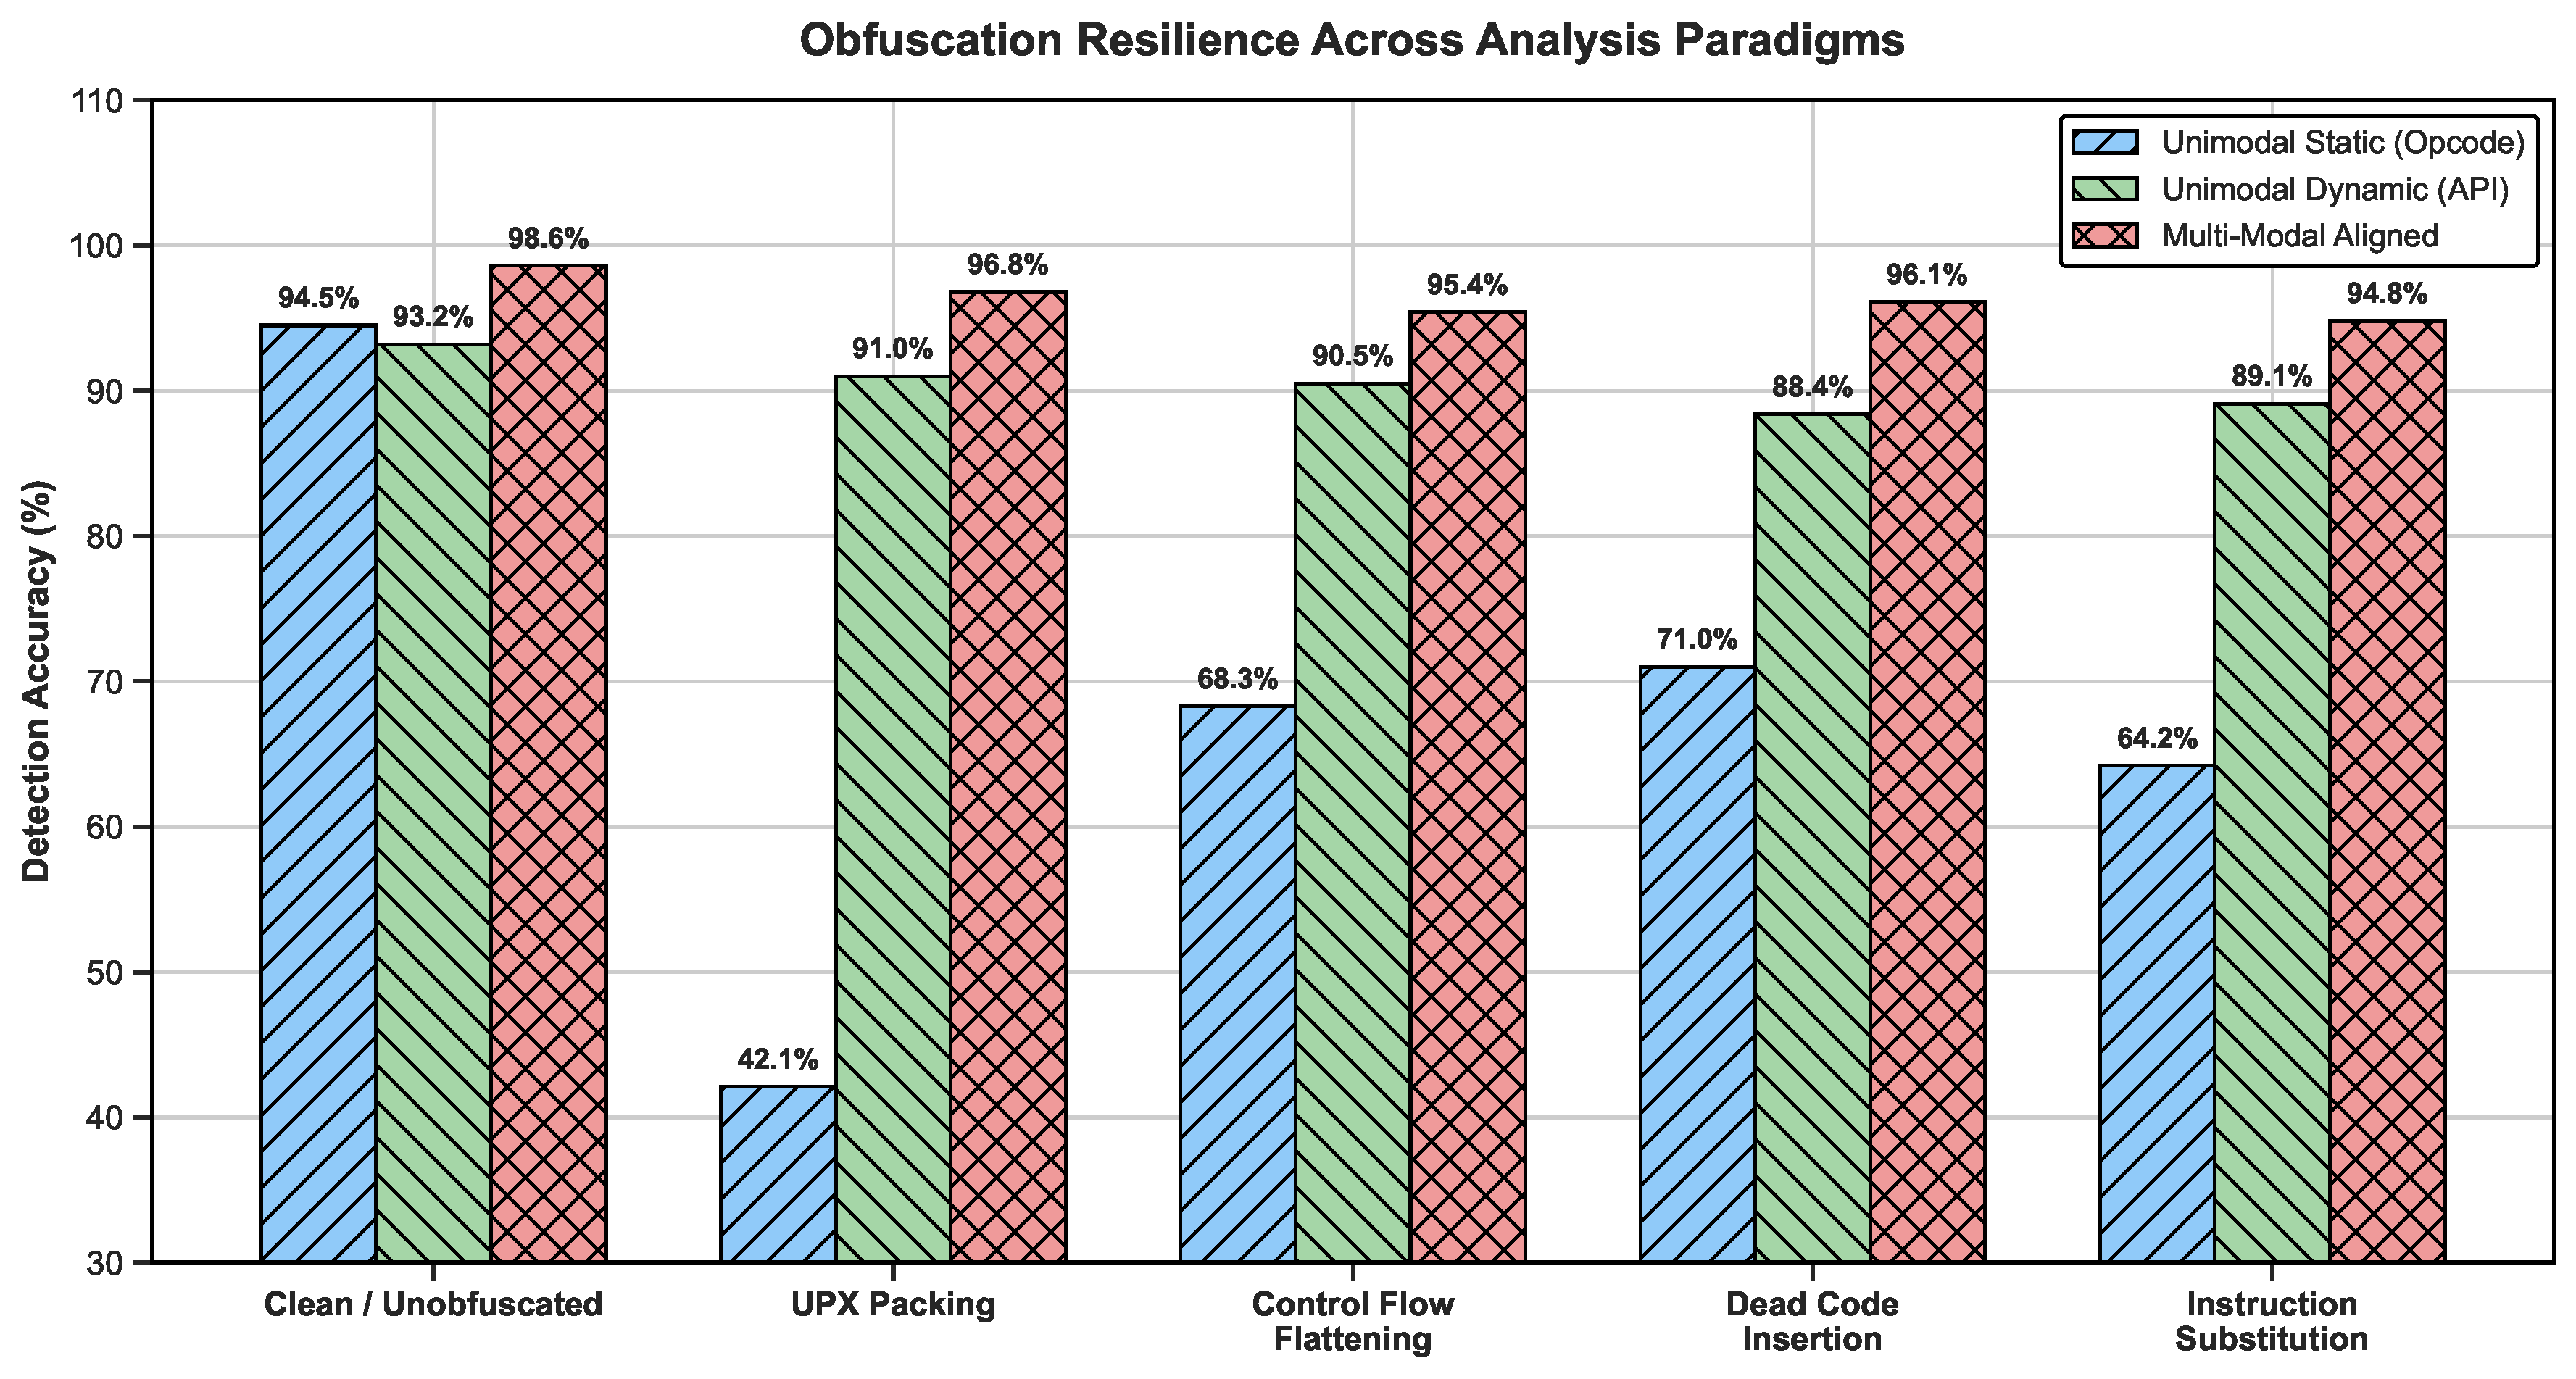 Obfuscation Resilience Across Analysis Paradigms
Detection Accuracy (%)
110
100
90
80
70
60
50
40
30
Unimodal Static (Opcode)
Unimodal Dynamic (API)
Multi-Modal Aligned
94.5%
93.2%
98.6%
42.1%
91.0%
96.8%
68.3%
90.5%
95.4%
71.0%
88.4%
96.1%
64.2%
89.1%
94.8%
Clean / Unobfuscated
UPX Packing
Control Flow
Flattening
Dead Code
Insertion
Instruction
Substitution